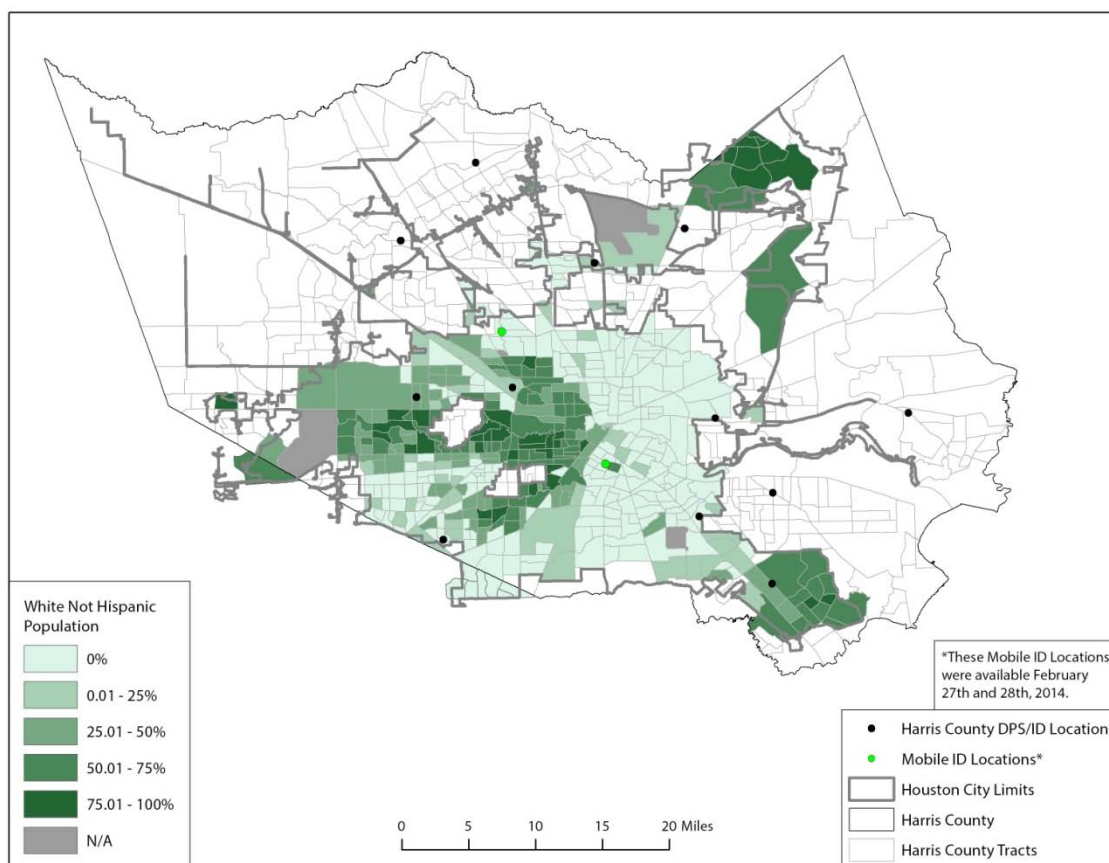 White Not Hispanic
Population
0%
0.01 - 25%
25.01 - 50%
50.01 - 75%
75.01 - 100%
N/A
0 5 10 15 20 Miles
*These Mobile ID Locations
were available February
27th and 28th, 2014.
Harris County DPS/ID Location
Mobile ID Locations*
Houston City Limits
Harris County
Harris County Tracts